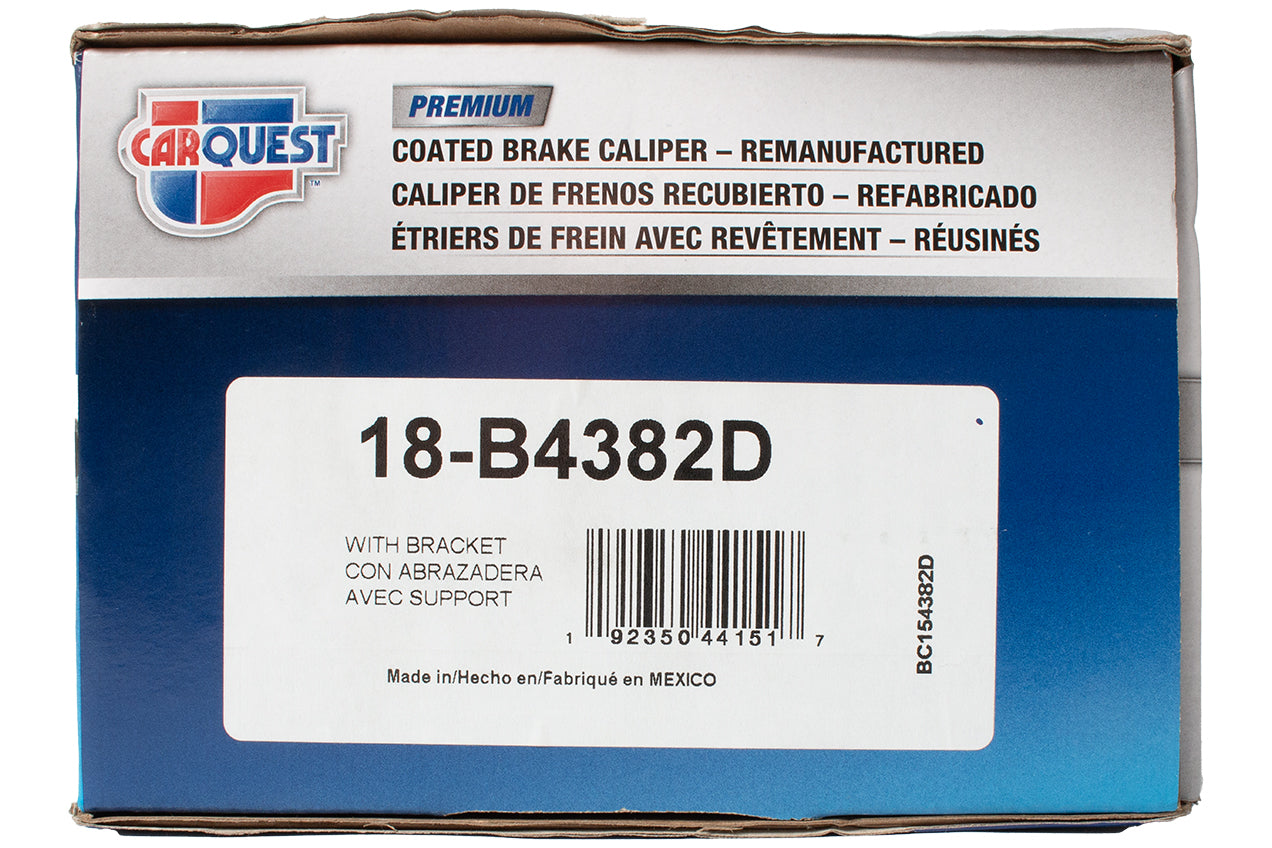 CARQUEST
TM
PREMIUM
COATED BRAKE CALIPER – REMANUFACTURED
CALIPER DE FRENOS RECUBIERTO – REFABRICADO
ÉTRIERS DE FREIN AVEC REVÊTEMENT – RÉUSINÉS
18-B4382D
WITH BRACKET
CON ABRAZADERA
AVEC SUPPORT
1 92350 44151 7
BC154382D
Made in/Hecho en/Fabriqué en MEXICO